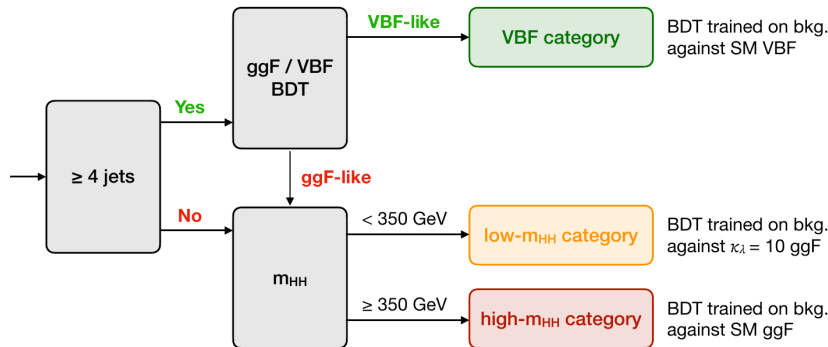 VBF-like
VBF category
BDT trained on bkg.
against SM VBF
ggF / VBF
BDT
Yes
≥ 4 jets
ggF-like
No
< 350 GeV
low-mHH category
BDT trained on bkg.
against κλ = 10 ggF
mHH
≥ 350 GeV
high-mHH category
BDT trained on bkg.
against SM ggF